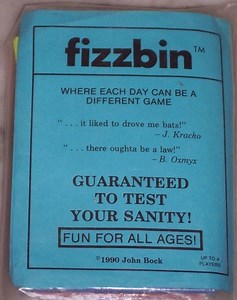 fizzbin™
WHERE EACH DAY CAN BE A
DIFFERENT GAME
"... it liked to drove me bats!"
– J. Kracho
"... there oughta be a law!"
– B. Oxmyx
GUARANTEED
TO TEST
YOUR SANITY!
FUN FOR ALL AGES!
©1990 John Bock
UP TO 4
PLAYERS